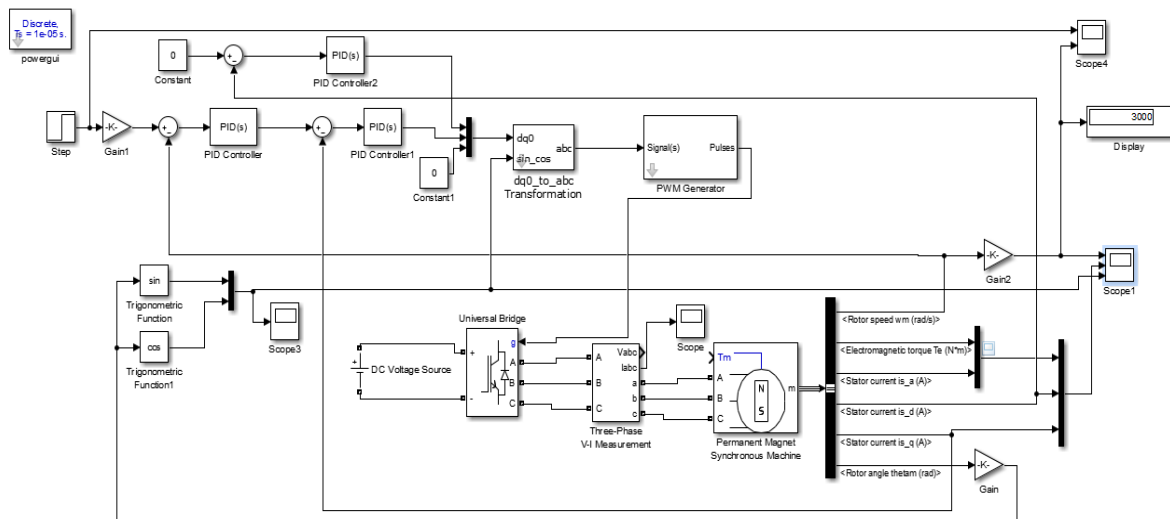 Discrete,
Ts = 1e-05 s.
powergui
0
Constant
+
-
PID(s)
PID Controller2
Scope4
Step
-K-
Gain1
+
-
PID(s)
PID Controller
+
-
PID(s)
PID Controller1
0
Constant1
dq0
sin_cos
abc
dq0_to_abc
Transformation
Signal(s)
Pulses
PWM Generator
3000
Display
-K-
Gain2
Scope1
sin
Trigonometric
Function
cos
Trigonometric
Function1
Scope3
+
DC Voltage Source
Universal Bridge
g
+
A
B
-
C
Scope
Vabc
Iabc
A
a
B
b
C
c
Three-Phase
V-I Measurement
Tm
A
B
C
N
S
m
Permanent Magnet
Synchronous Machine
<Rotor speed wm (rad/s)>
<Electromagnetic torque Te (N*m)>
<Stator current is_a (A)>
<Stator current is_d (A)>
<Stator current is_q (A)>
<Rotor angle thetam (rad)>
-K-
Gain